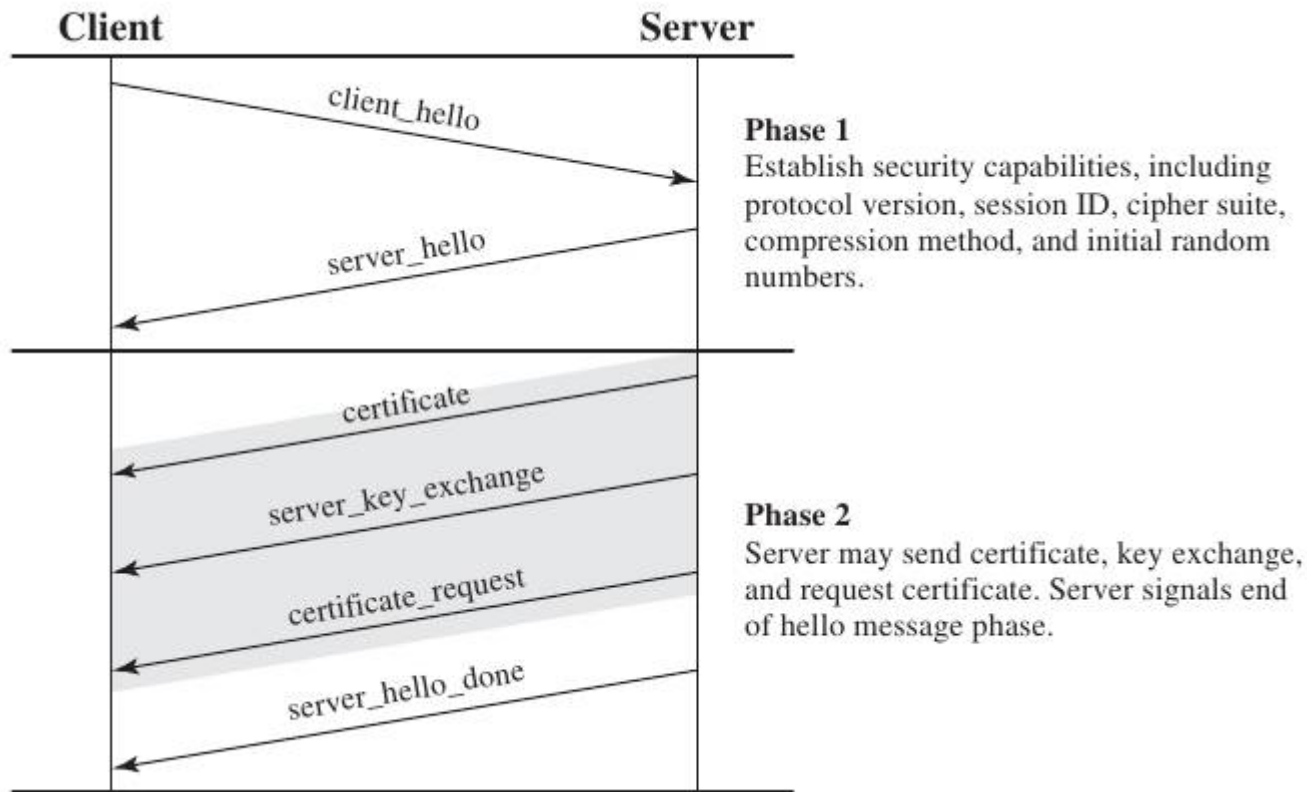 Client
Server
client_hello
server_hello
Phase 1
Establish security capabilities, including
protocol version, session ID, cipher suite,
compression method, and initial random
numbers.
certificate
server_key_exchange
certificate_request
server_hello_done
Phase 2
Server may send certificate, key exchange,
and request certificate. Server signals end
of hello message phase.